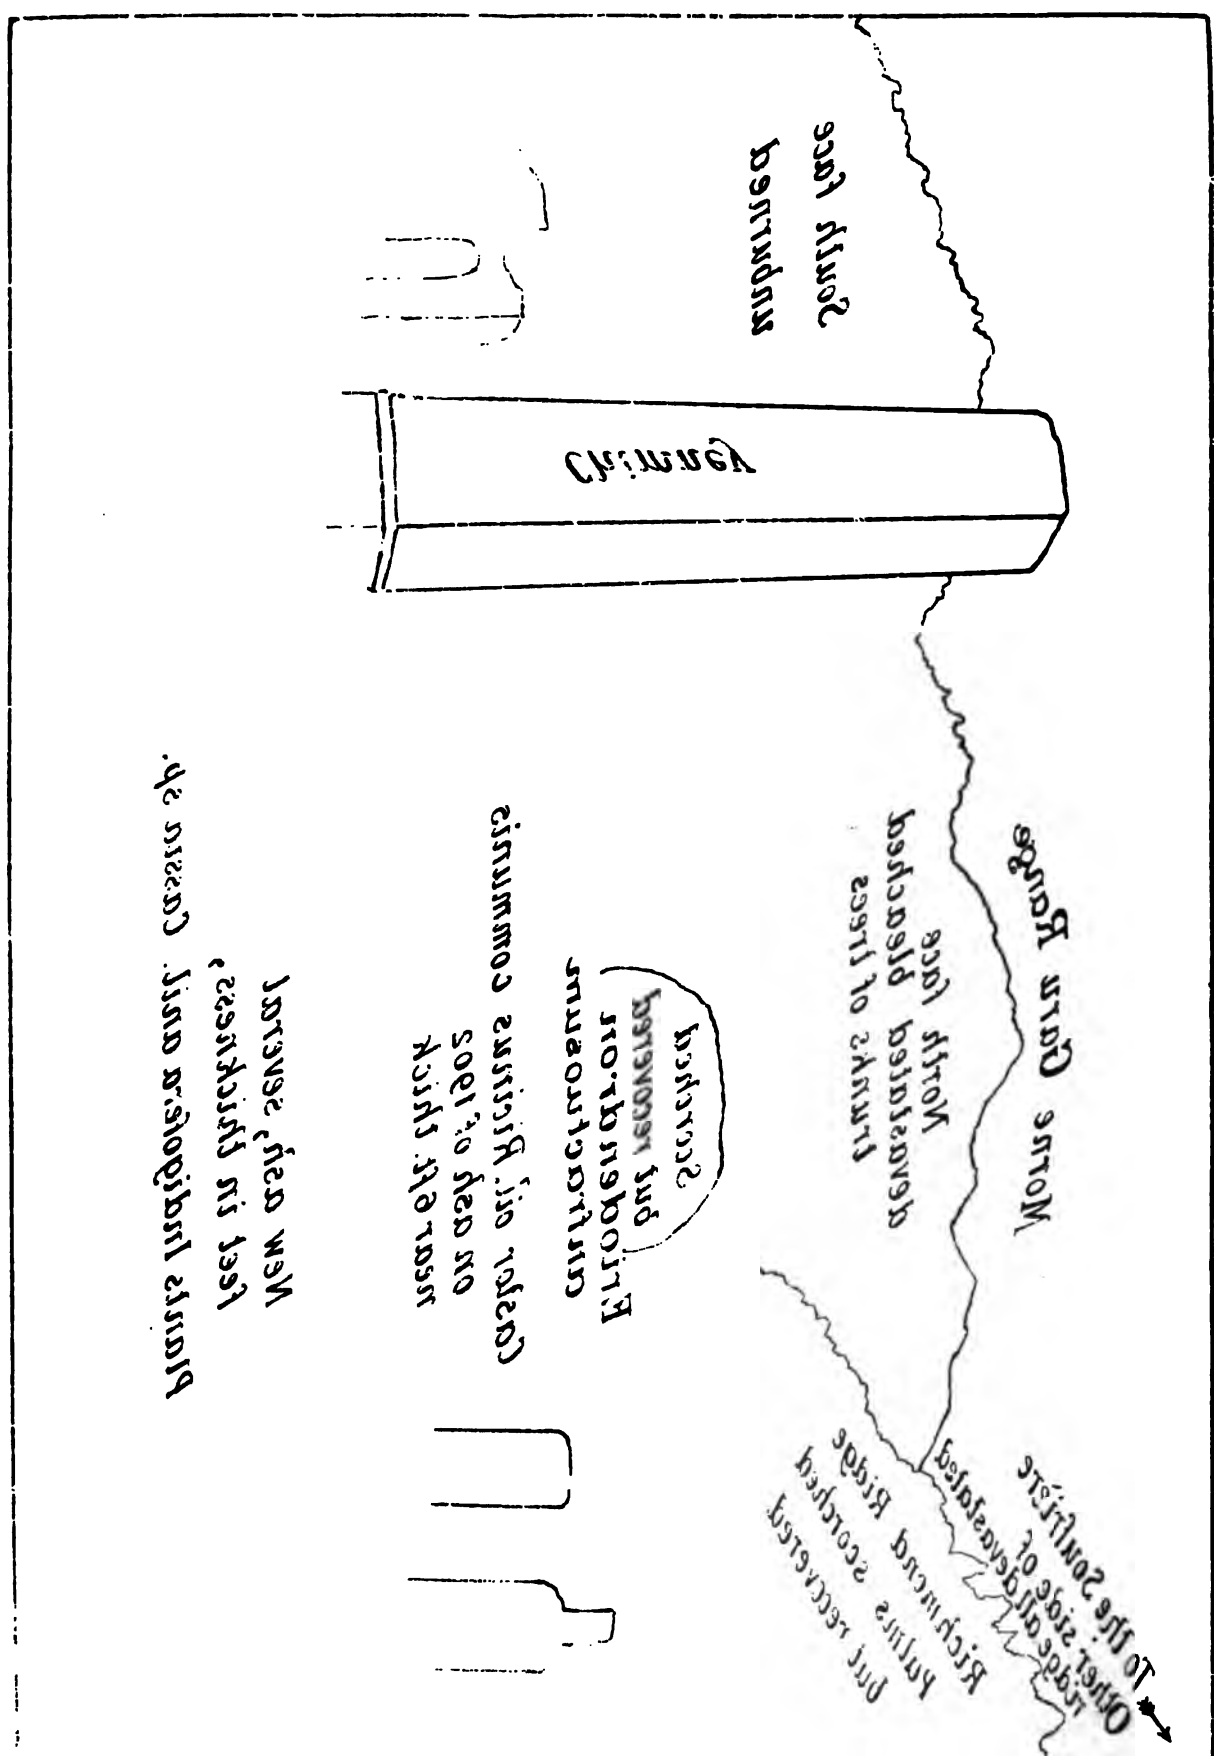 To the Soufrière
Other side of
ridge all devastated
Richmond Ridge
Palms scorched
but recovered
Morne Garu Range
North face
devastated bleached
trunks of trees
South face
unburned
Chimney
Scorched
but recovered
Eriodendron
anfractuosum
Castor oil. Ricinus communis
on ash of 1902
near 6ft. thick
New ash, several
feet in thickness,
plants Indigofera anil. Cassia sp.